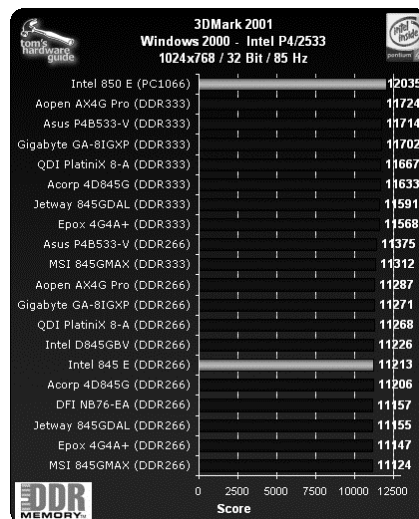 tom's
hardware
guide
3DMark 2001
Windows 2000 - Intel P4/2533
1024x768 / 32 Bit / 85 Hz
intel
inside
pentium
Intel 850 E (PC1066) 12035
Aopen AX4G Pro (DDR333) 11724
Asus P4B533-V (DDR333) 11714
Gigabyte GA-8IGXP (DDR333) 11702
QDI PlatiniX 8-A (DDR333) 11667
Acorp 4D845G (DDR333) 11633
Jetway 845GDAL (DDR333) 11591
Epox 4G4A+ (DDR333) 11568
Asus P4B533-V (DDR266) 11375
MSI 845GMAX (DDR333) 11312
Aopen AX4G Pro (DDR266) 11287
Gigabyte GA-8IGXP (DDR266) 11271
QDI PlatiniX 8-A (DDR266) 11268
Intel D845GBV (DDR266) 11226
Intel 845 E (DDR266) 11213
Acorp 4D845G (DDR266) 11206
DFI NB76-EA (DDR266) 11157
Jetway 845GDAL (DDR266) 11155
Epox 4G4A+ (DDR266) 11147
MSI 845GMAX (DDR266) 11124
0 2500 5000 7500 10000 12500
Score
DDR
MEMORY™